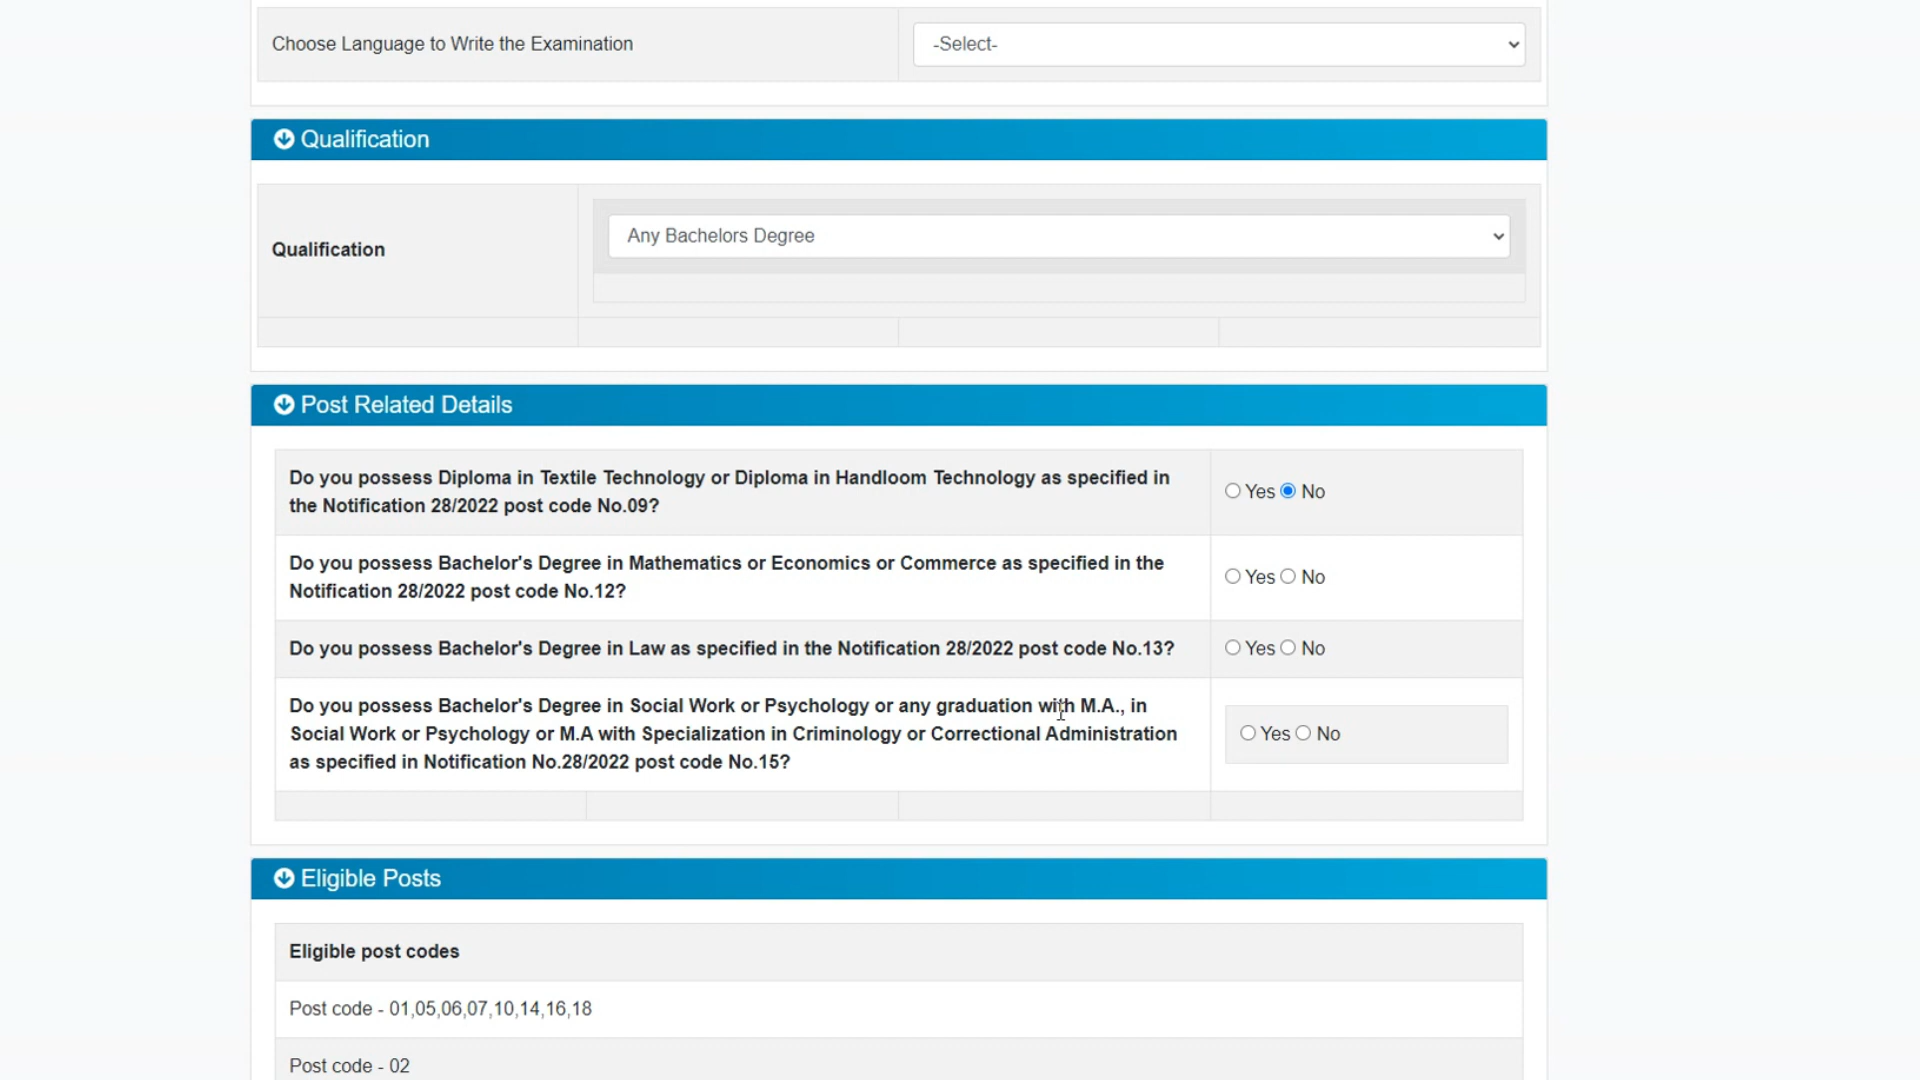 Choose Language to Write the Examination
-Select-
Qualification
Qualification
Any Bachelors Degree
Post Related Details
Do you possess Diploma in Textile Technology or Diploma in Handloom Technology as specified in
the Notification 28/2022 post code No.09?
Yes No
Do you possess Bachelor's Degree in Mathematics or Economics or Commerce as specified in the
Notification 28/2022 post code No.12?
Yes No
Do you possess Bachelor's Degree in Law as specified in the Notification 28/2022 post code No.13?
Yes No
Do you possess Bachelor's Degree in Social Work or Psychology or any graduation with M.A., in
Social Work or Psychology or M.A with Specialization in Criminology or Correctional Administration
as specified in Notification No.28/2022 post code No.15?
Yes No
Eligible Posts
Eligible post codes
Post code - 01,05,06,07,10,14,16,18
Post code - 02